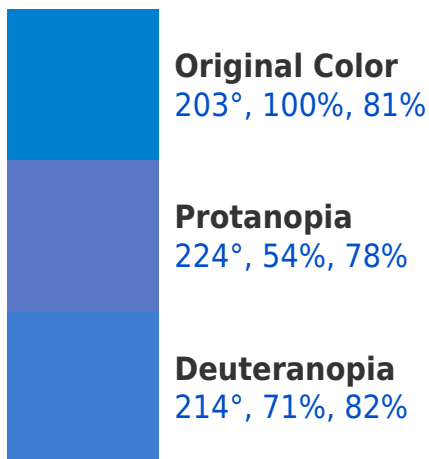 Original Color
203°, 100%, 81%
Protanopia
224°, 54%, 78%
Deuteranopia
214°, 71%, 82%